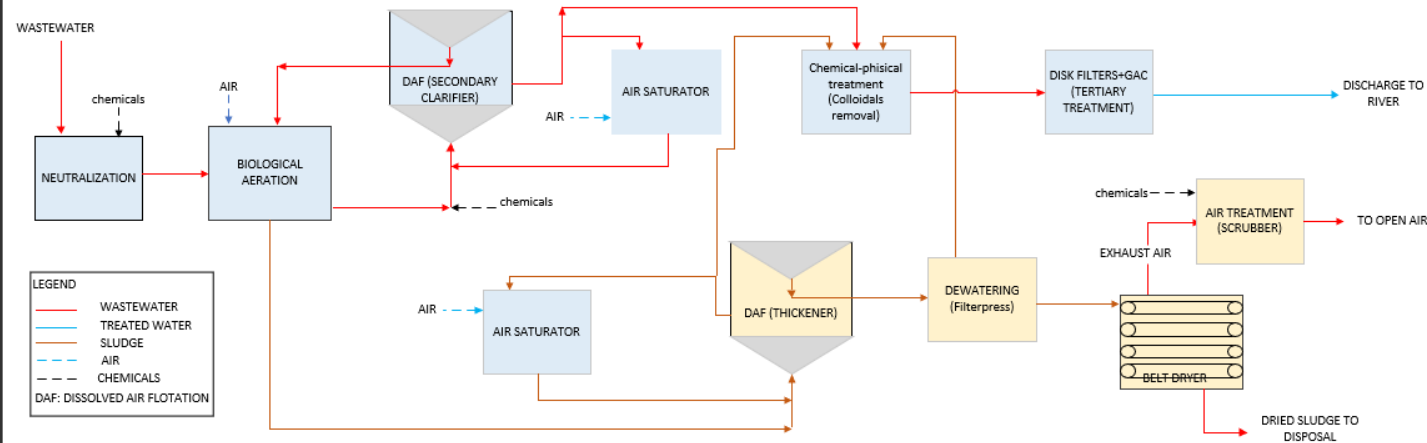 WASTEWATER
chemicals
AIR
NEUTRALIZATION
BIOLOGICAL
AERATION
DAF (SECONDARY
CLARIFIER)
chemicals
AIR
AIR SATURATOR
Chemical-phisical
treatment
(Colloidals
removal)
DISK FILTERS+GAC
(TERTIARY
TREATMENT)
DISCHARGE TO
RIVER
chemicals
AIR TREATMENT
(SCRUBBER)
TO OPEN AIR
EXHAUST AIR
AIR
AIR SATURATOR
DAF (THICKENER)
DEWATERING
(Filterpress)
BELT DRYER
DRIED SLUDGE TO
DISPOSAL
LEGEND
WASTEWATER
TREATED WATER
SLUDGE
AIR
CHEMICALS
DAF: DISSOLVED AIR FLOTATION